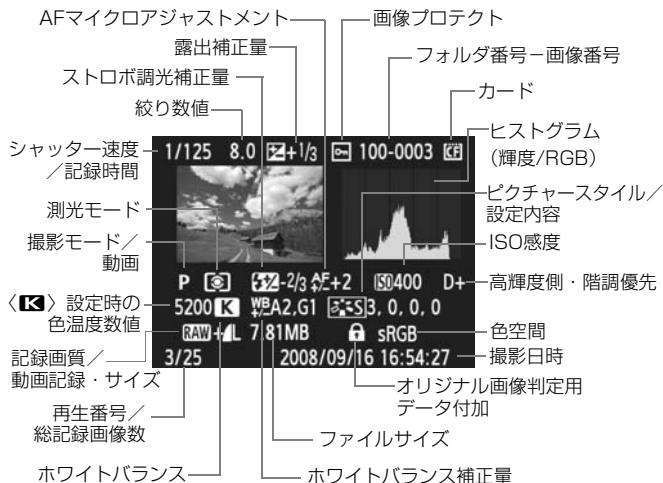 AFマイクロアジャストメント
画像プロテクト
露出補正量
フォルダ番号－画像番号
ストロボ調光補正量
カード
絞り数値
ヒストグラム
（輝度/RGB）
シャッター速度
／記録時間
1/125 8.0 +1/3 100-0003 CF
ピクチャースタイル／
設定内容
測光モード
ISO感度
撮影モード／
動画
P -2/3 AF+2 ISO400 D+
高輝度側・階調優先
〈K〉設定時の
色温度数値
5200 K WB A2,G1 S 3, 0, 0, 0
RAW+L 7.81MB sRGB
色空間
記録画質／
動画記録・サイズ
3/25 2008/09/16 16:54:27
撮影日時
オリジナル画像判定用
データ付加
再生番号／
総記録画像数
ファイルサイズ
ホワイトバランス
ホワイトバランス補正量